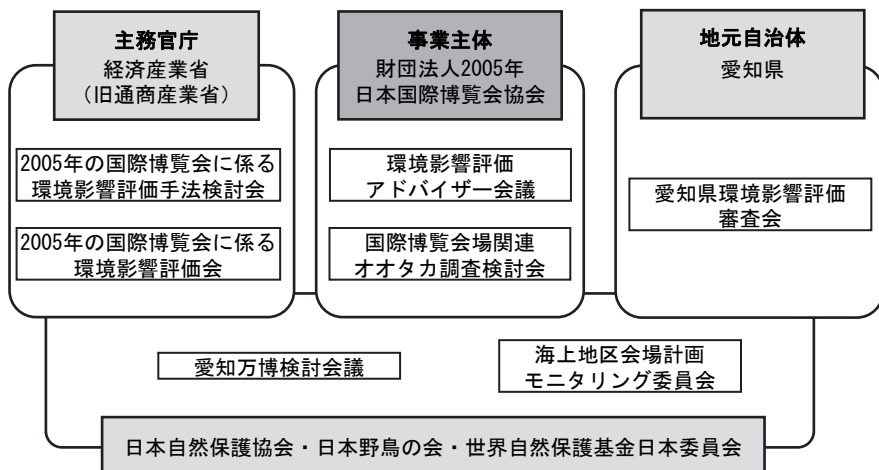 主務官庁
経済産業省
（旧通商産業省）
2005年の国際博覧会に係る
環境影響評価手法検討会
2005年の国際博覧会に係る
環境影響評価会
事業主体
財団法人2005年
日本国際博覧会協会
環境影響評価
アドバイザー会議
国際博覧会場関連
オオタカ調査検討会
地元自治体
愛知県
愛知県環境影響評価
審査会
愛知万博検討会議
海上地区会場計画
モニタリング委員会
日本自然保護協会・日本野鳥の会・世界自然保護基金日本委員会